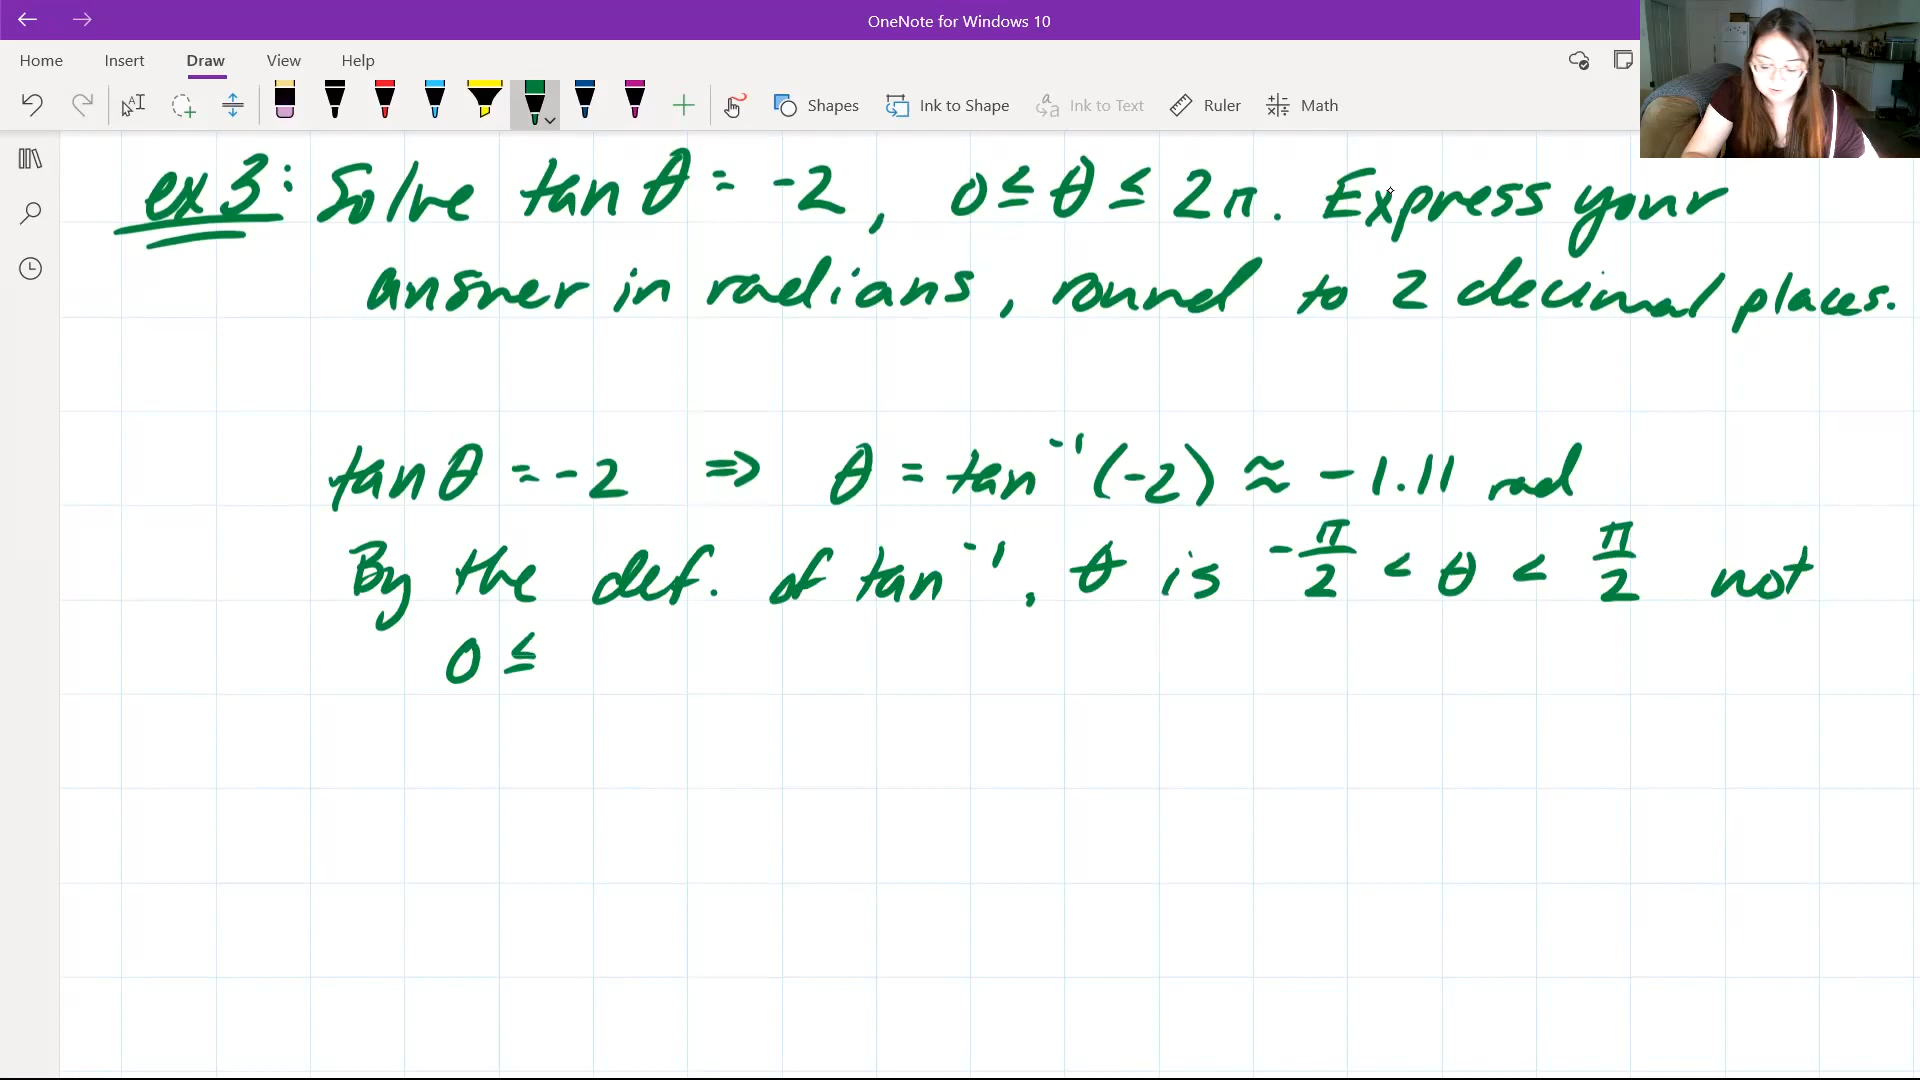 OneNote for Windows 10
Home Insert Draw View Help
Shapes Ink to Shape Ink to Text Ruler Math
ex 3: Solve tan θ = -2, 0 ≤ θ ≤ 2π. Express your
answer in radians, round to 2 decimal places.
tan θ = -2 ⇒ θ = tan⁻¹(-2) ≈ -1.11 rad
By the def. of tan⁻¹, θ is -π/2 < θ < π/2 not
0 ≤